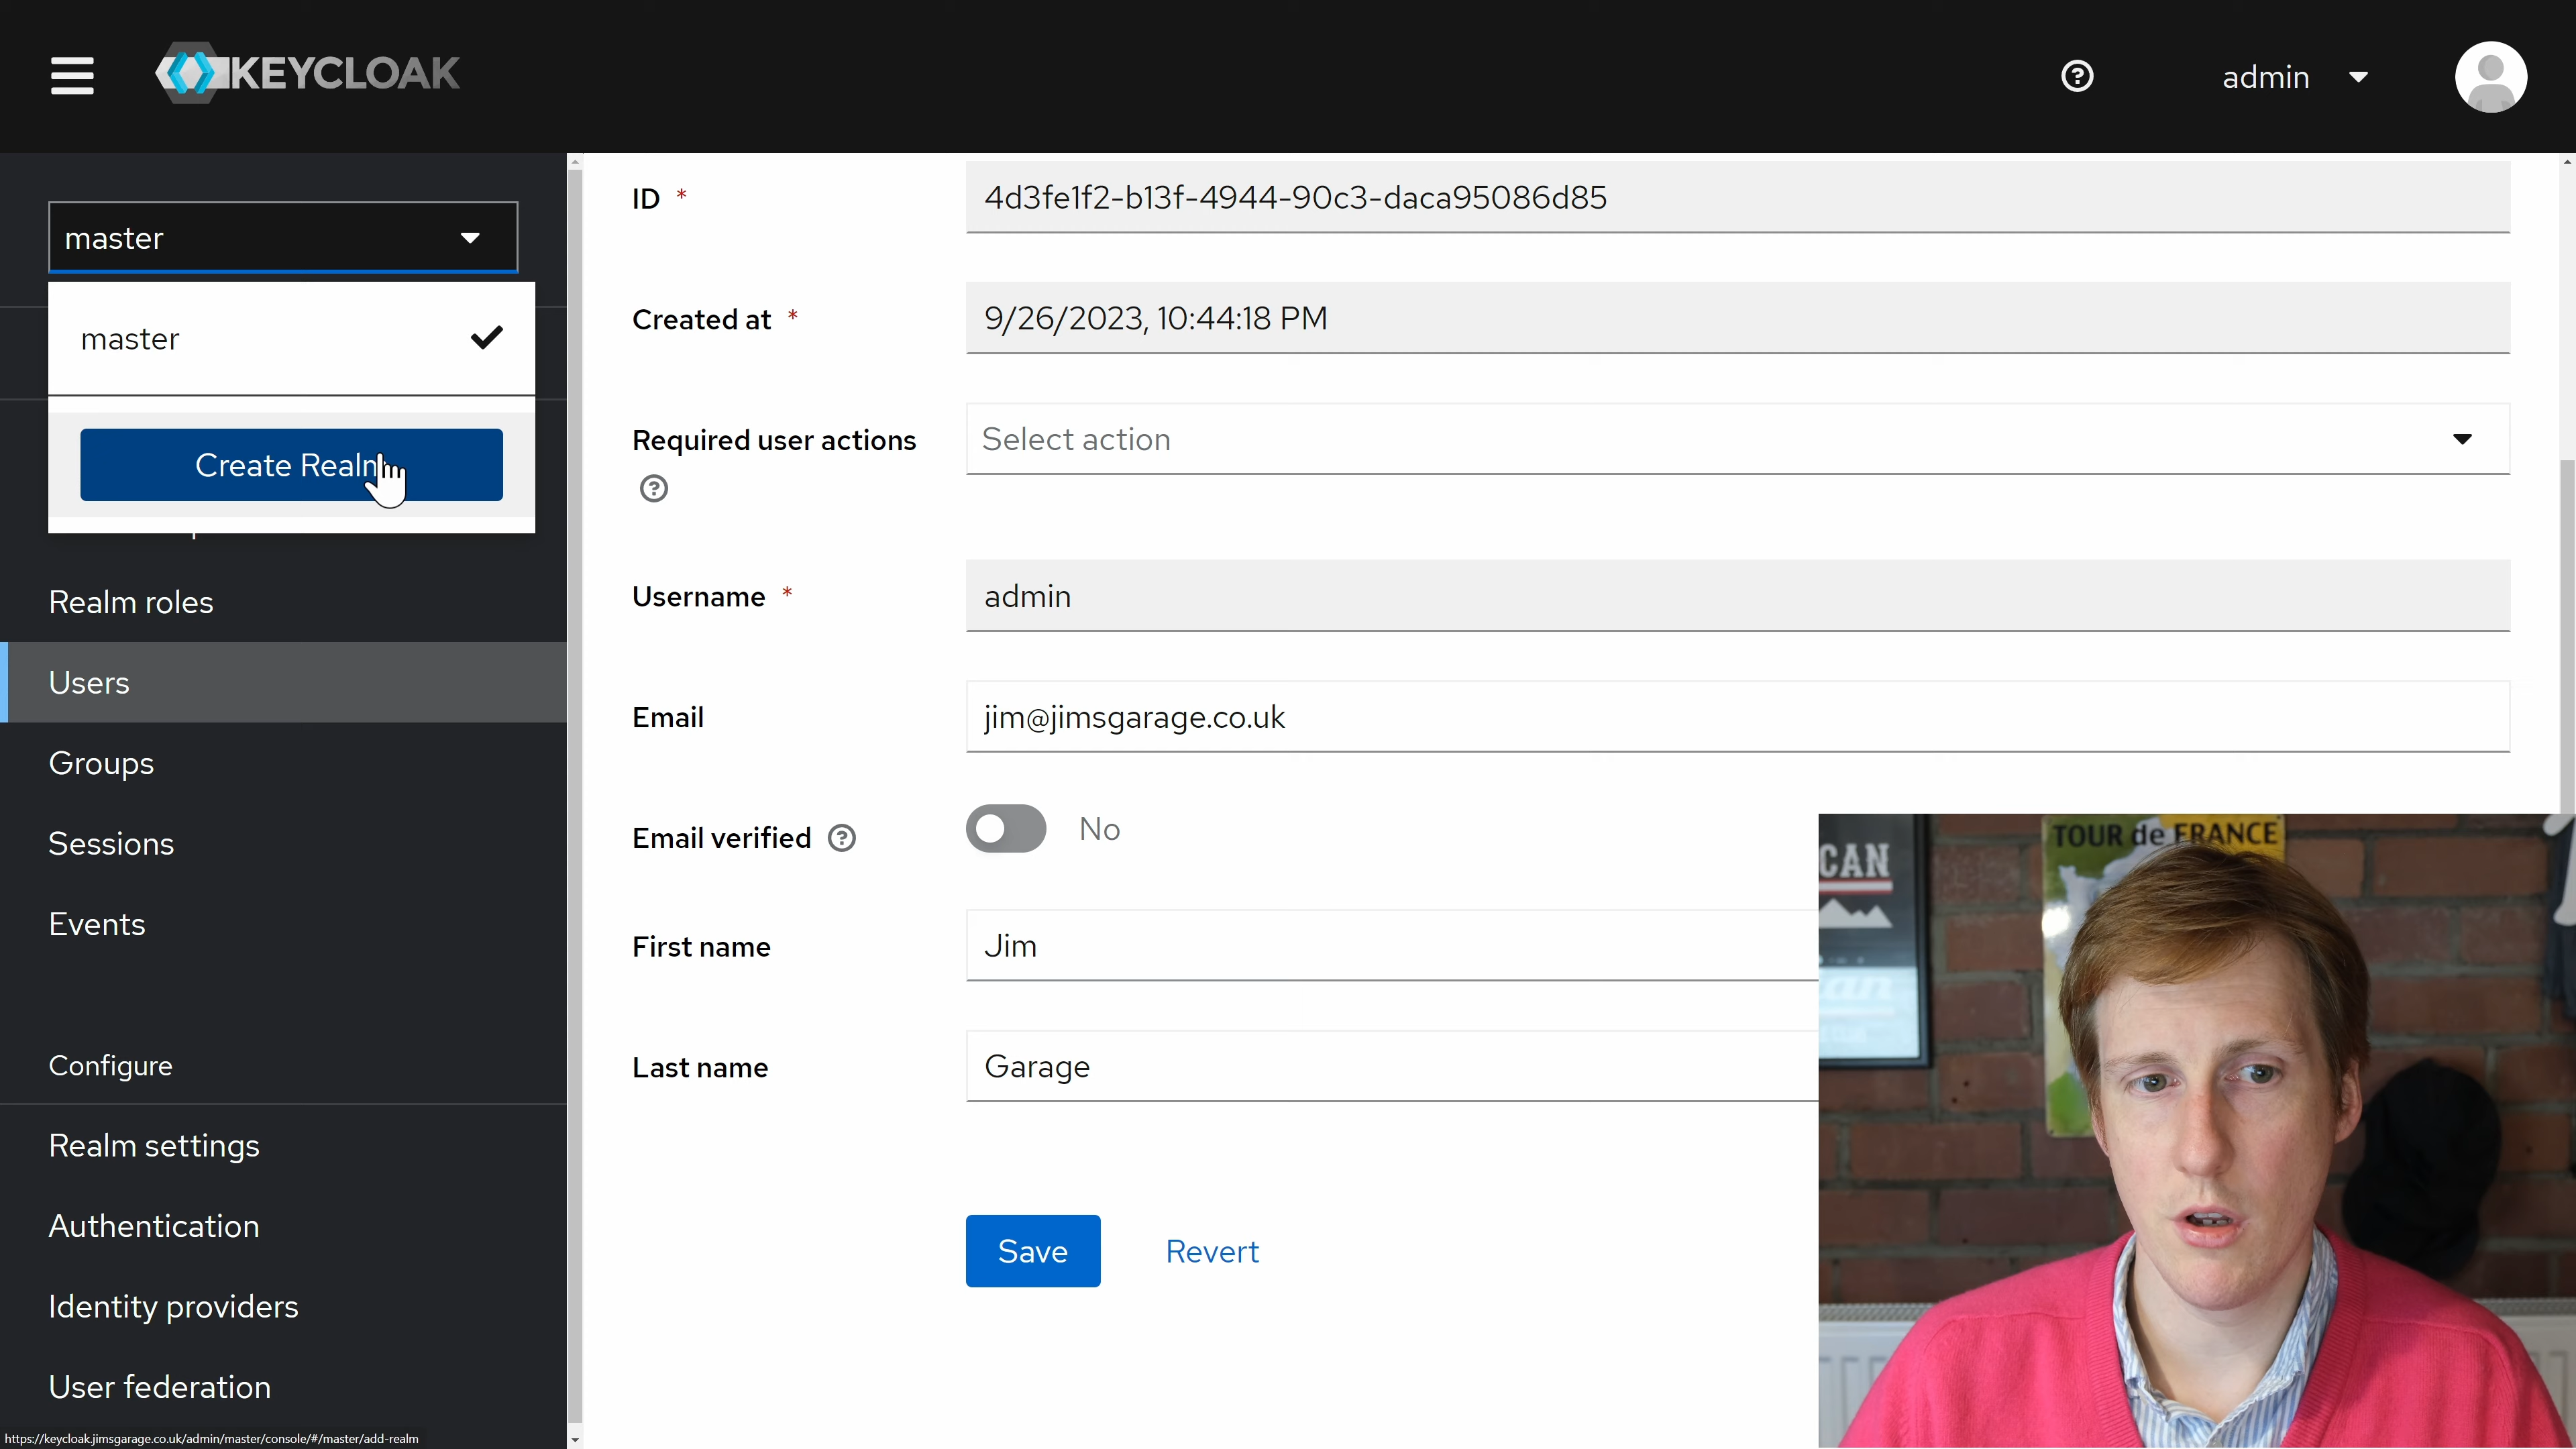 KEYCLOAK
admin
master
master
Create Realm
Realm roles
Users
Groups
Sessions
Events
Configure
Realm settings
Authentication
Identity providers
User federation
https://keycloak.jimsgarage.co.uk/admin/master/console/#/master/add-realm
ID *
4d3fe1f2-b13f-4944-90c3-daca95086d85
Created at *
9/26/2023, 10:44:18 PM
Required user actions
Select action
Username *
admin
Email
jim@jimsgarage.co.uk
Email verified
No
First name
Jim
Last name
Garage
Save
Revert
CAN
TOUR de FRANCE